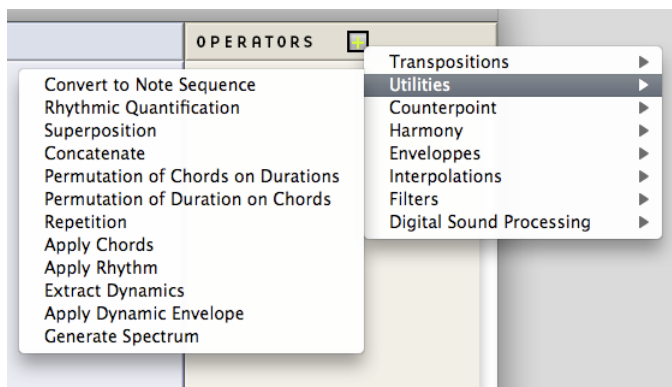 OPERATORS
Transpositions
Utilities
Counterpoint
Harmony
Enveloppes
Interpolations
Filters
Digital Sound Processing
Convert to Note Sequence
Rhythmic Quantification
Superposition
Concatenate
Permutation of Chords on Durations
Permutation of Duration on Chords
Repetition
Apply Chords
Apply Rhythm
Extract Dynamics
Apply Dynamic Envelope
Generate Spectrum